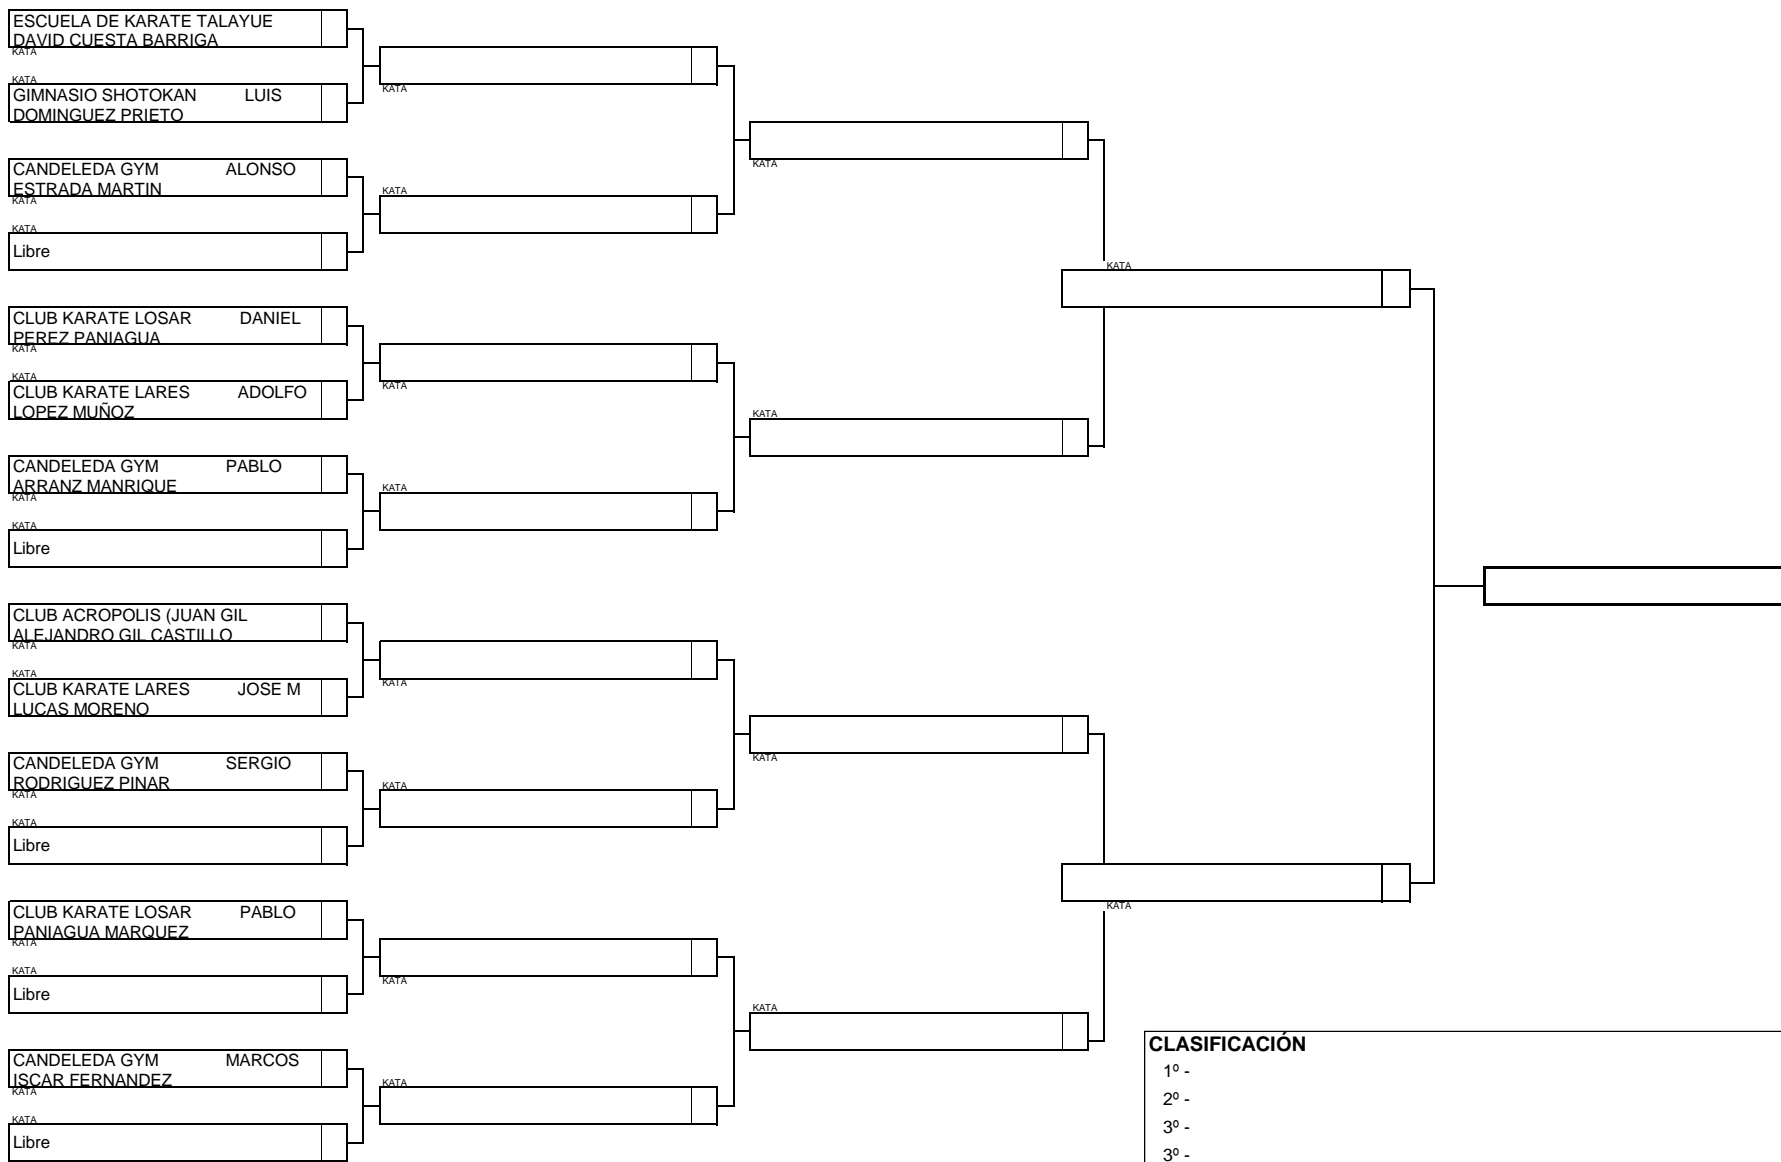 ESCUELA DE KARATE TALAYUE
DAVID CUESTA BARRIGA
KATA
KATA
GIMNASIO SHOTOKAN LUIS
DOMINGUEZ PRIETO
CANDELEDA GYM ALONSO
ESTRADA MARTIN
KATA
KATA
Libre
CLUB KARATE LOSAR DANIEL
PEREZ PANIAGUA
KATA
KATA
CLUB KARATE LARES ADOLFO
LOPEZ MUÑOZ
CANDELEDA GYM PABLO
ARRANZ MANRIQUE
KATA
KATA
Libre
CLUB ACROPOLIS (JUAN GIL
ALEJANDRO GIL CASTILLO
KATA
KATA
CLUB KARATE LARES JOSE M
LUCAS MORENO
CANDELEDA GYM SERGIO
RODRIGUEZ PINAR
KATA
KATA
Libre
CLUB KARATE LOSAR PABLO
PANIAGUA MARQUEZ
KATA
KATA
Libre
CANDELEDA GYM MARCOS
ISCAR FERNANDEZ
KATA
KATA
Libre
KATA
KATA
KATA
KATA
KATA
KATA
KATA
KATA
KATA
KATA
KATA
KATA
KATA
KATA
CLASIFICACIÓN
1º -
2º -
3º -
3º -